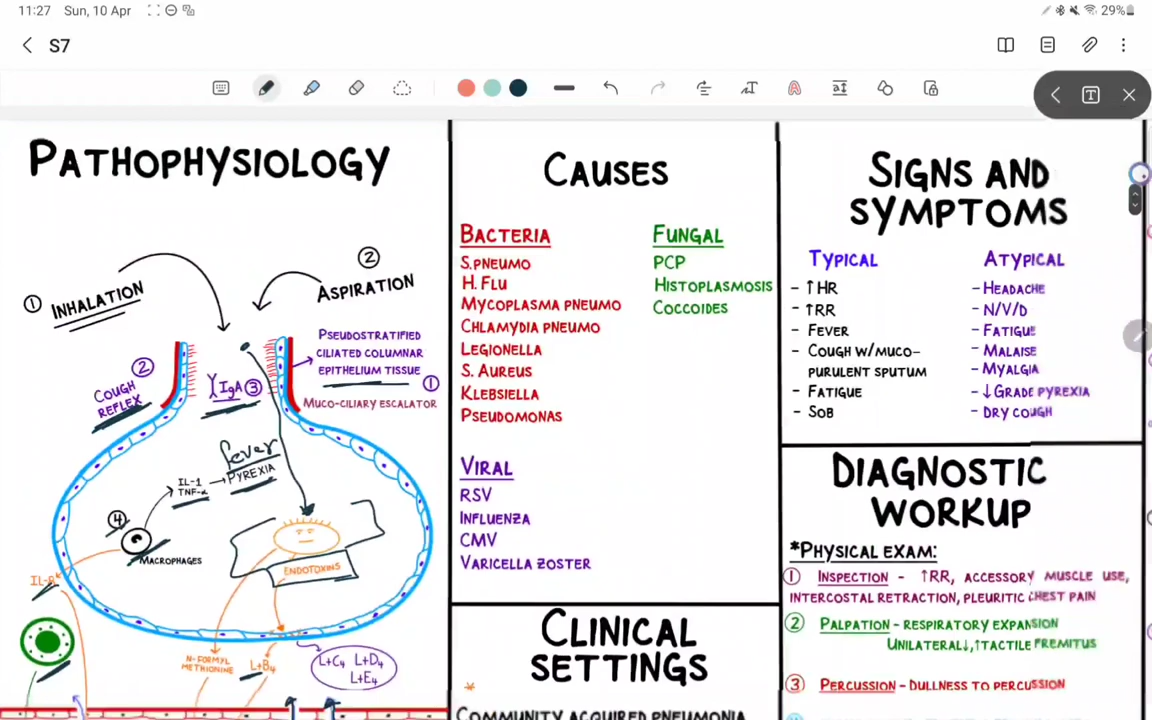 11:27 Sun, 10 Apr
29%
S7
PATHOPHYSIOLOGY
① INHALATION
② ASPIRATION
COUGH REFLEX ②
IgA ③
PSEUDOSTRATIFIED
CILIATED COLUMNAR
EPITHELIUM TISSUE ①
MUCO-CILIARY ESCALATOR
fever
PYREXIA
IL-1
TNF-α
④
MACROPHAGES
ENDOTOXINS
N-FORMYL
METHIONINE
L+B4
L+C4 L+D4
L+E4
CAUSES
BACTERIA
S.PNEUMO
H. FLU
MYCOPLASMA PNEUMO
CHLAMYDIA PNEUMO
LEGIONELLA
S. AUREUS
KLEBSIELLA
PSEUDOMONAS
FUNGAL
PCP
HISTOPLASMOSIS
COCCOIDES
VIRAL
RSV
INFLUENZA
CMV
VARICELLA ZOSTER
CLINICAL
SETTINGS
*
COMMUNITY ACQUIRED PNEUMONIA
SIGNS AND
SYMPTOMS
TYPICAL
- ↑HR
- ↑RR
- FEVER
- COUGH W/MUCO-
PURULENT SPUTUM
- FATIGUE
- SOB
ATYPICAL
- HEADACHE
- N/V/D
- FATIGUE
- MALAISE
- MYALGIA
- ↓GRADE PYREXIA
- DRY COUGH
DIAGNOSTIC
WORKUP
*PHYSICAL EXAM:
① INSPECTION - ↑RR, ACCESSORY MUSCLE USE,
INTERCOSTAL RETRACTION, PLEURITIC CHEST PAIN
② PALPATION - RESPIRATORY EXPANSION
UNILATERAL↓,↑TACTILE FREMITUS
③ PERCUSSION - DULLNESS TO PERCUSSION